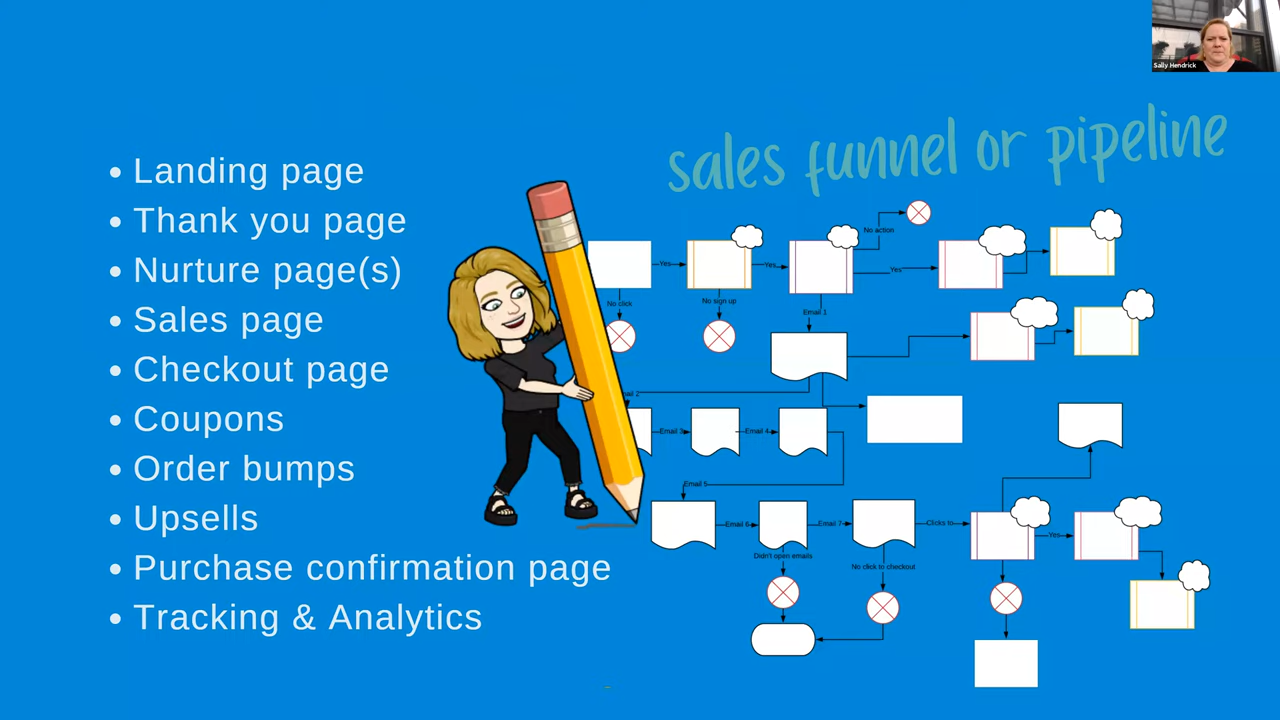 Sally Hendrick
sales funnel or pipeline
• Landing page
• Thank you page
• Nurture page(s)
• Sales page
• Checkout page
• Coupons
• Order bumps
• Upsells
• Purchase confirmation page
• Tracking & Analytics
No action
Yes
Yes
Yes
No click
No sign up
Email 1
Email 3
Email 4
Email 5
Email 6
Email 7
Clicks to
Yes
Didn't open emails
No click to checkout